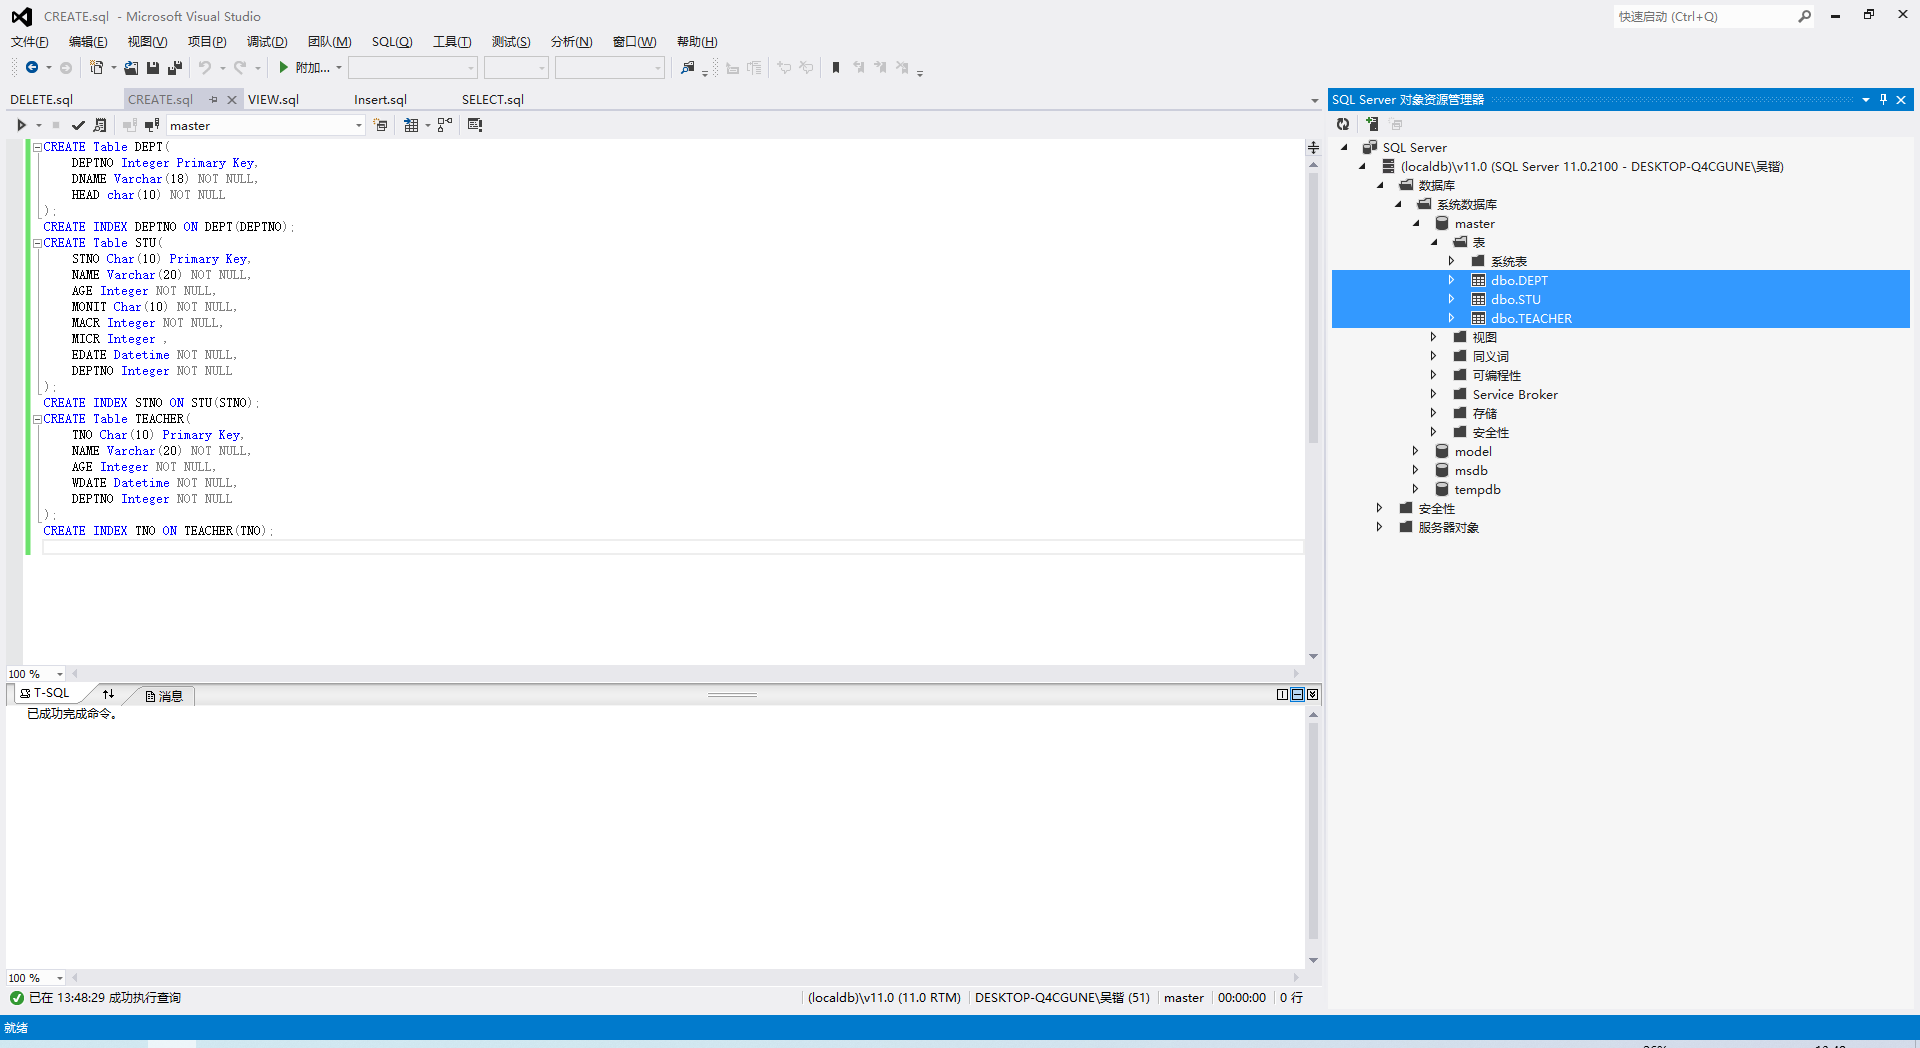 CREATE.sql - Microsoft Visual Studio
快速启动 (Ctrl+Q)
文件(F) 编辑(E) 视图(V) 项目(P) 调试(D) 团队(M) SQL(Q) 工具(T) 测试(S) 分析(N) 窗口(W) 帮助(H)
附加...
DELETE.sql CREATE.sql VIEW.sql Insert.sql SELECT.sql
master
CREATE Table DEPT(
DEPTNO Integer Primary Key,
DNAME Varchar(18) NOT NULL,
HEAD char(10) NOT NULL
);
CREATE INDEX DEPTNO ON DEPT(DEPTNO);
CREATE Table STU(
STNO Char(10) Primary Key,
NAME Varchar(20) NOT NULL,
AGE Integer NOT NULL,
MONIT Char(10) NOT NULL,
MACR Integer NOT NULL,
MICR Integer ,
EDATE Datetime NOT NULL,
DEPTNO Integer NOT NULL
);
CREATE INDEX STNO ON STU(STNO);
CREATE Table TEACHER(
TNO Char(10) Primary Key,
NAME Varchar(20) NOT NULL,
AGE Integer NOT NULL,
WDATE Datetime NOT NULL,
DEPTNO Integer NOT NULL
);
CREATE INDEX TNO ON TEACHER(TNO);
100 %
T-SQL 消息
已成功完成命令。
100 %
已在 13:48:29 成功执行查询
(localdb)\v11.0 (11.0 RTM) DESKTOP-Q4CGUNE\吴锴 (51) master 00:00:00 0 行
SQL Server 对象资源管理器
SQL Server
(localdb)\v11.0 (SQL Server 11.0.2100 - DESKTOP-Q4CGUNE\吴锴)
数据库
系统数据库
master
表
系统表
dbo.DEPT
dbo.STU
dbo.TEACHER
视图
同义词
可编程性
Service Broker
存储
安全性
model
msdb
tempdb
安全性
服务器对象
就绪